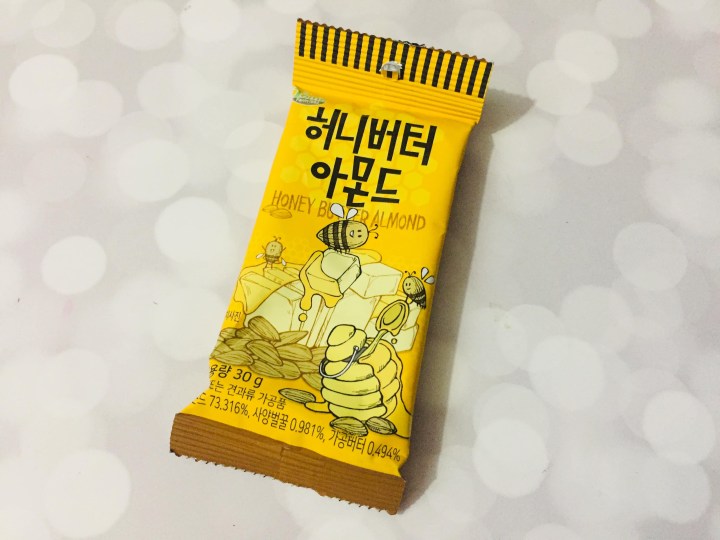 허니버터
아몬드
HONEY BUTTER ALMOND
30 g
견과류 가공품
73.316%, 사양벌꿀 0.981%, 가공버터 0.494%